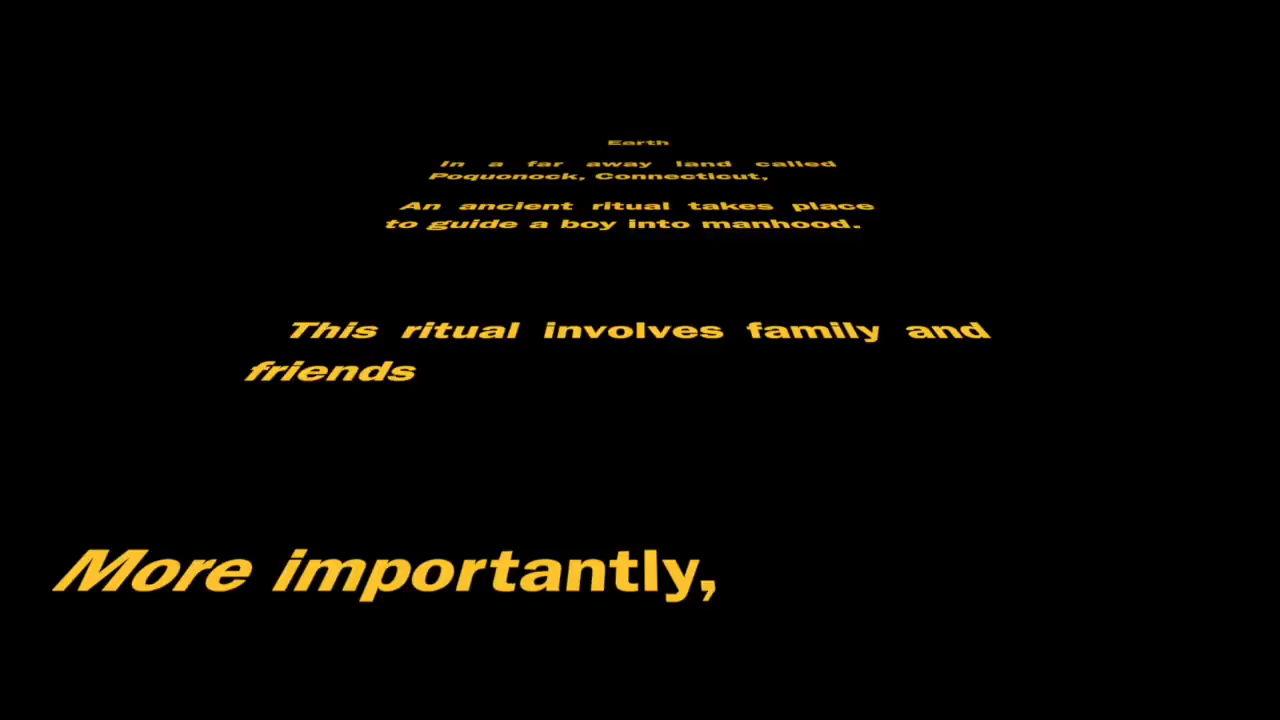 Earth
In a far away land called
Poquonock, Connecticut,
An ancient ritual takes place
to guide a boy into manhood.
This ritual involves family and
friends
More importantly,